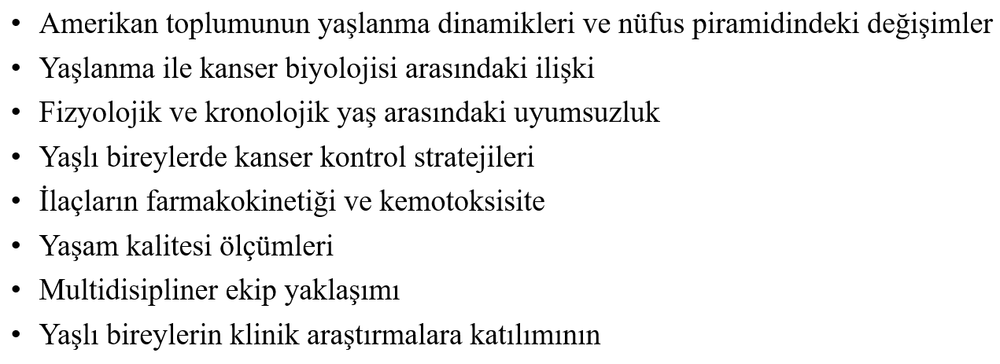 • Amerikan toplumunun yaşlanma dinamikleri ve nüfus piramidindeki değişimler
• Yaşlanma ile kanser biyolojisi arasındaki ilişki
• Fizyolojik ve kronolojik yaş arasındaki uyumsuzluk
• Yaşlı bireylerde kanser kontrol stratejileri
• İlaçların farmakokinetiği ve kemotoksisite
• Yaşam kalitesi ölçümleri
• Multidisipliner ekip yaklaşımı
• Yaşlı bireylerin klinik araştırmalara katılımının